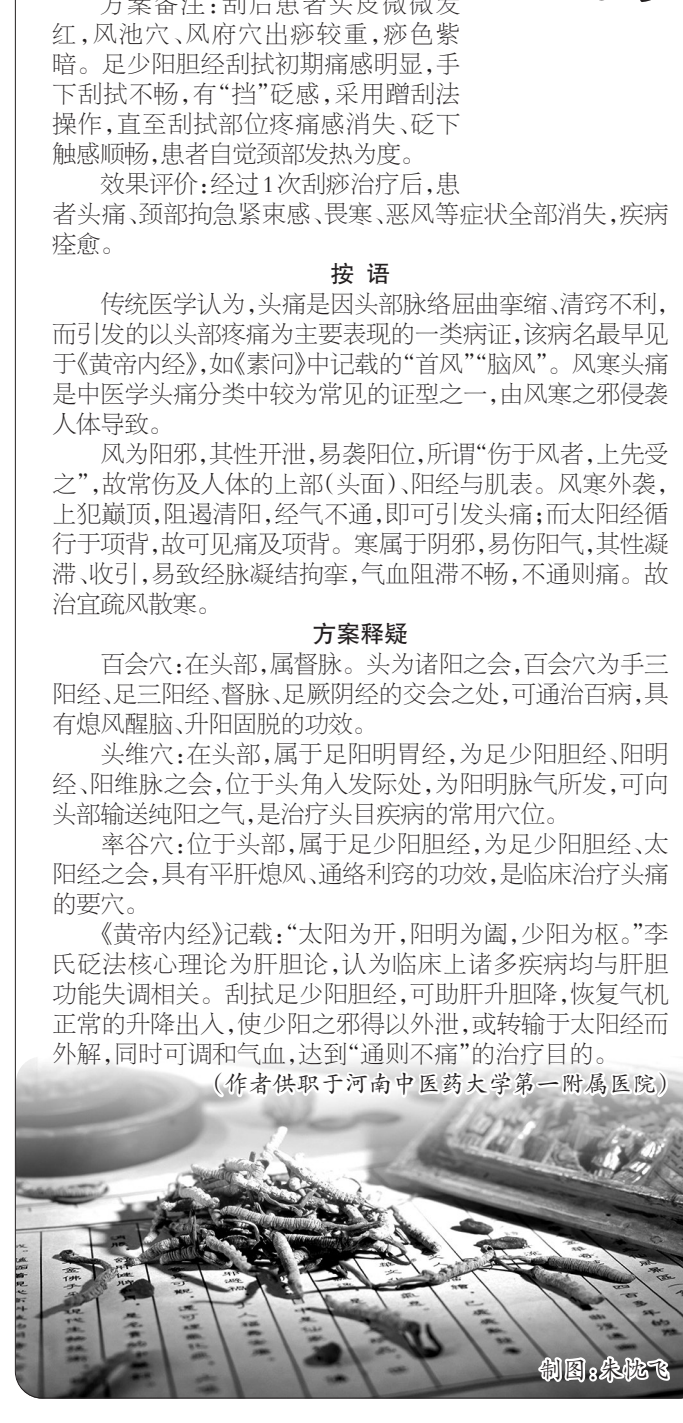 方案备注：刮后患者头皮微微发
红，风池穴、风府穴出痧较重，痧色紫
暗。足少阳胆经刮拭初期痛感明显，手
下刮拭不畅，有“挡”砭感，采用蹭刮法
操作，直至刮拭部位疼痛感消失、砭下
触感顺畅，患者自觉颈部发热为度。
效果评价：经过1次刮痧治疗后，患
者头痛、颈部拘急紧束感、畏寒、恶风等症状全部消失，疾病
痊愈。
按 语
传统医学认为，头痛是因头部脉络屈曲挛缩、清窍不利，
而引发的以头部疼痛为主要表现的一类病证，该病名最早见
于《黄帝内经》，如《素问》中记载的“首风”“脑风”。风寒头痛
是中医学头痛分类中较为常见的证型之一，由风寒之邪侵袭
人体导致。
风为阳邪，其性开泄，易袭阳位，所谓“伤于风者，上先受
之”，故常伤及人体的上部（头面）、阳经与肌表。风寒外袭，
上犯巅顶，阻遏清阳，经气不通，即可引发头痛；而太阳经循
行于项背，故可见痛及项背。寒属于阴邪，易伤阳气，其性凝
滞、收引，易致经脉凝结拘挛，气血阻滞不畅，不通则痛。故
治宜疏风散寒。
方案释疑
百会穴：在头部，属督脉。头为诸阳之会，百会穴为手三
阳经、足三阳经、督脉、足厥阴经的交会之处，可通治百病，具
有熄风醒脑、升阳固脱的功效。
头维穴：在头部，属于足阳明胃经，为足少阳胆经、阳明
经、阳维脉之会，位于头角入发际处，为阳明脉气所发，可向
头部输送纯阳之气，是治疗头目疾病的常用穴位。
率谷穴：位于头部，属于足少阳胆经，为足少阳胆经、太
阳经之会，具有平肝熄风、通络利窍的功效，是临床治疗头痛
的要穴。
《黄帝内经》记载：“太阳为开，阳明为阖，少阳为枢。”李
氏砭法核心理论为肝胆论，认为临床上诸多疾病均与肝胆
功能失调相关。刮拭足少阳胆经，可助肝升胆降，恢复气机
正常的升降出入，使少阳之邪得以外泄，或转输于太阳经而
外解，同时可调和气血，达到“通则不痛”的治疗目的。
（作者供职于河南中医药大学第一附属医院）
制图：朱忱飞